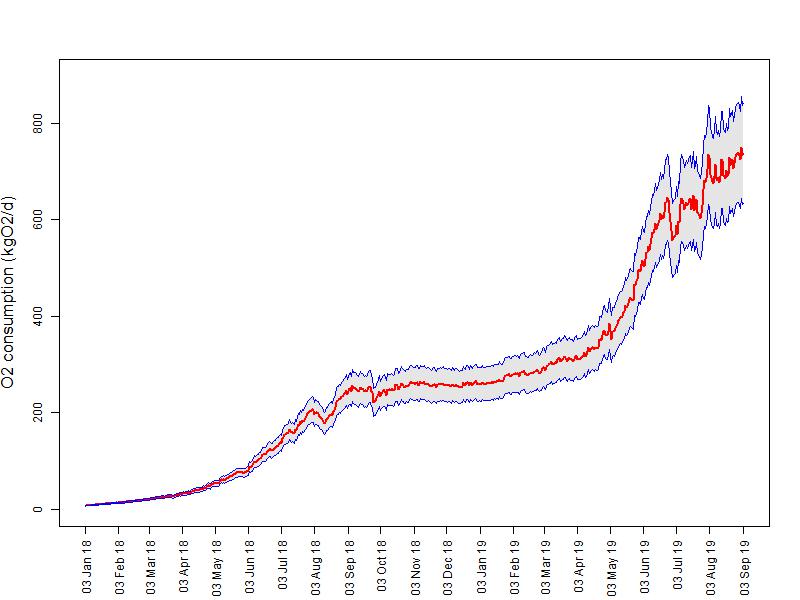 O2 consumption (kgO2/d)
800
600
400
200
0
03 Jan 18
03 Feb 18
03 Mar 18
03 Apr 18
03 May 18
03 Jun 18
03 Jul 18
03 Aug 18
03 Sep 18
03 Oct 18
03 Nov 18
03 Dec 18
03 Jan 19
03 Feb 19
03 Mar 19
03 Apr 19
03 May 19
03 Jun 19
03 Jul 19
03 Aug 19
03 Sep 19